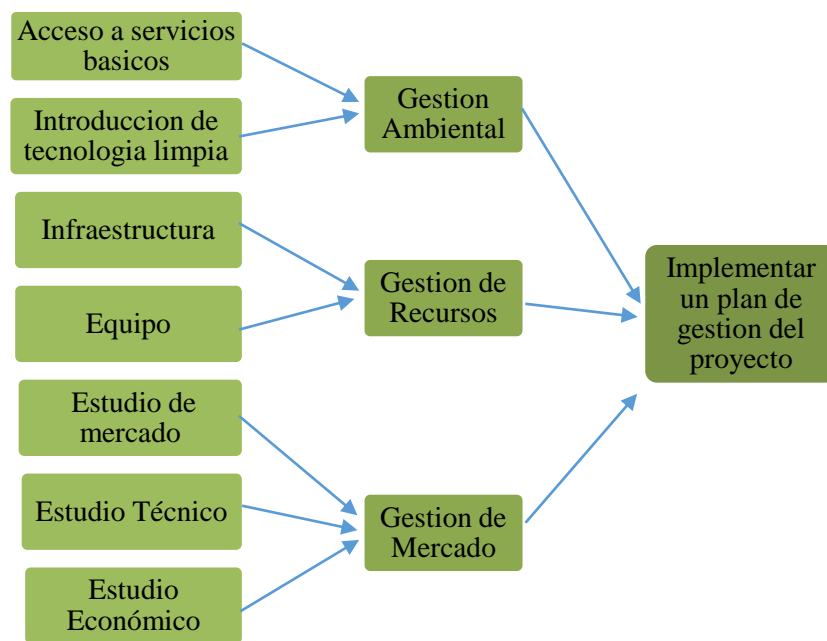 Acceso a servicios
basicos
Introduccion de
tecnologia limpia
Infraestructura
Equipo
Estudio de
mercado
Estudio Técnico
Estudio
Económico
Gestion
Ambiental
Gestion de
Recursos
Gestion de
Mercado
Implementar
un plan de
gestion del
proyecto